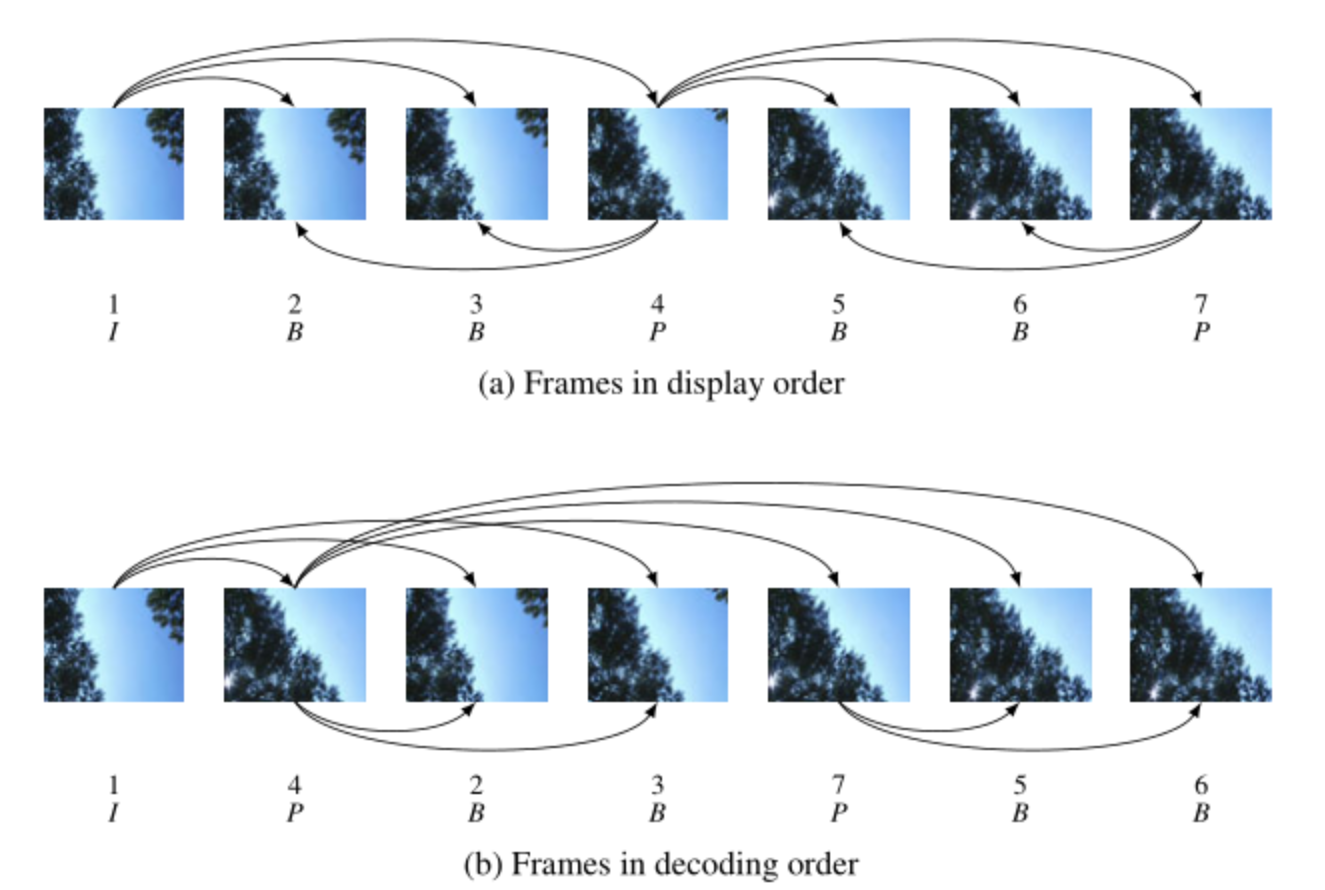 1 2 3 4 5 6 7
I B B P B B P
(a) Frames in display order
1 4 2 3 7 5 6
I P B B P B B
(b) Frames in decoding order